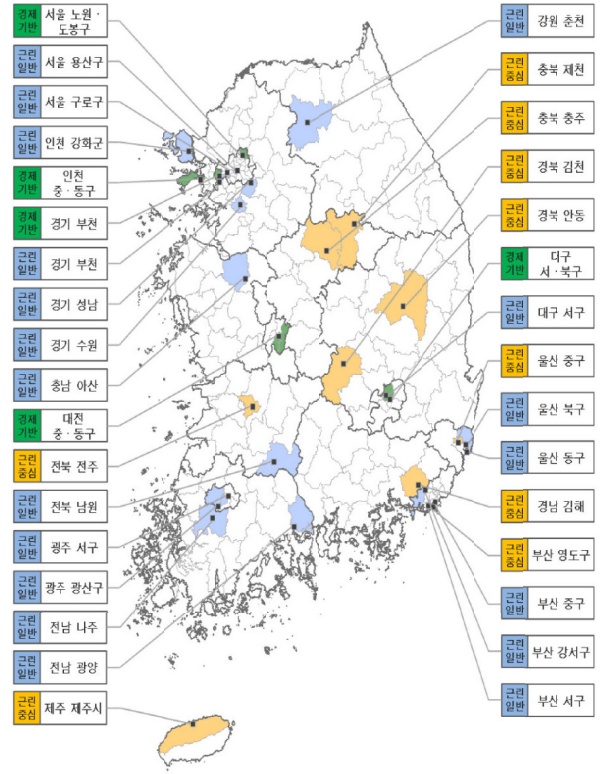 경제
기반
서울 노원 ·
도봉구
근린
일반
서울 용산구
근린
일반
서울 구로구
근린
일반
인천 강화군
경제
기반
인천
중 · 동구
경제
기반
경기 부천
근린
일반
경기 부천
근린
일반
경기 성남
근린
일반
경기 수원
근린
일반
충남 아산
경제
기반
대전
중 · 동구
근린
중심
전북 전주
근린
일반
전북 남원
근린
일반
광주 서구
근린
일반
광주 광산구
근린
일반
전남 나주
근린
일반
전남 광양
근린
중심
제주 제주시
근린
일반
강원 춘천
근린
중심
충북 제천
근린
중심
충북 충주
근린
중심
경북 김천
근린
중심
경북 안동
경제
기반
대구
서 · 북구
근린
일반
대구 서구
근린
중심
울산 중구
근린
일반
울산 북구
근린
일반
울산 동구
근린
중심
경남 김해
근린
중심
부산 영도구
근린
일반
부산 중구
근린
일반
부산 강서구
근린
일반
부산 서구